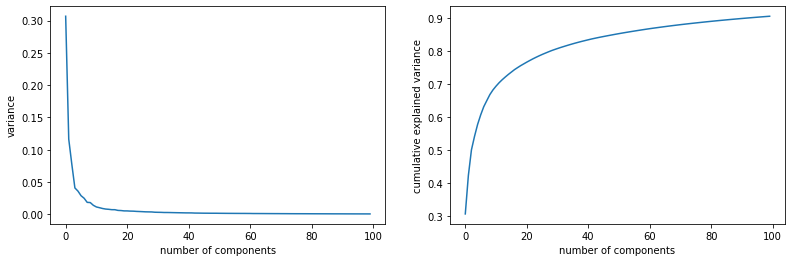 0.30
0.25
0.20
0.15
0.10
0.05
0.00
variance
0 20 40 60 80 100
number of components
0.9
0.8
0.7
0.6
0.5
0.4
0.3
cumulative explained variance
0 20 40 60 80 100
number of components